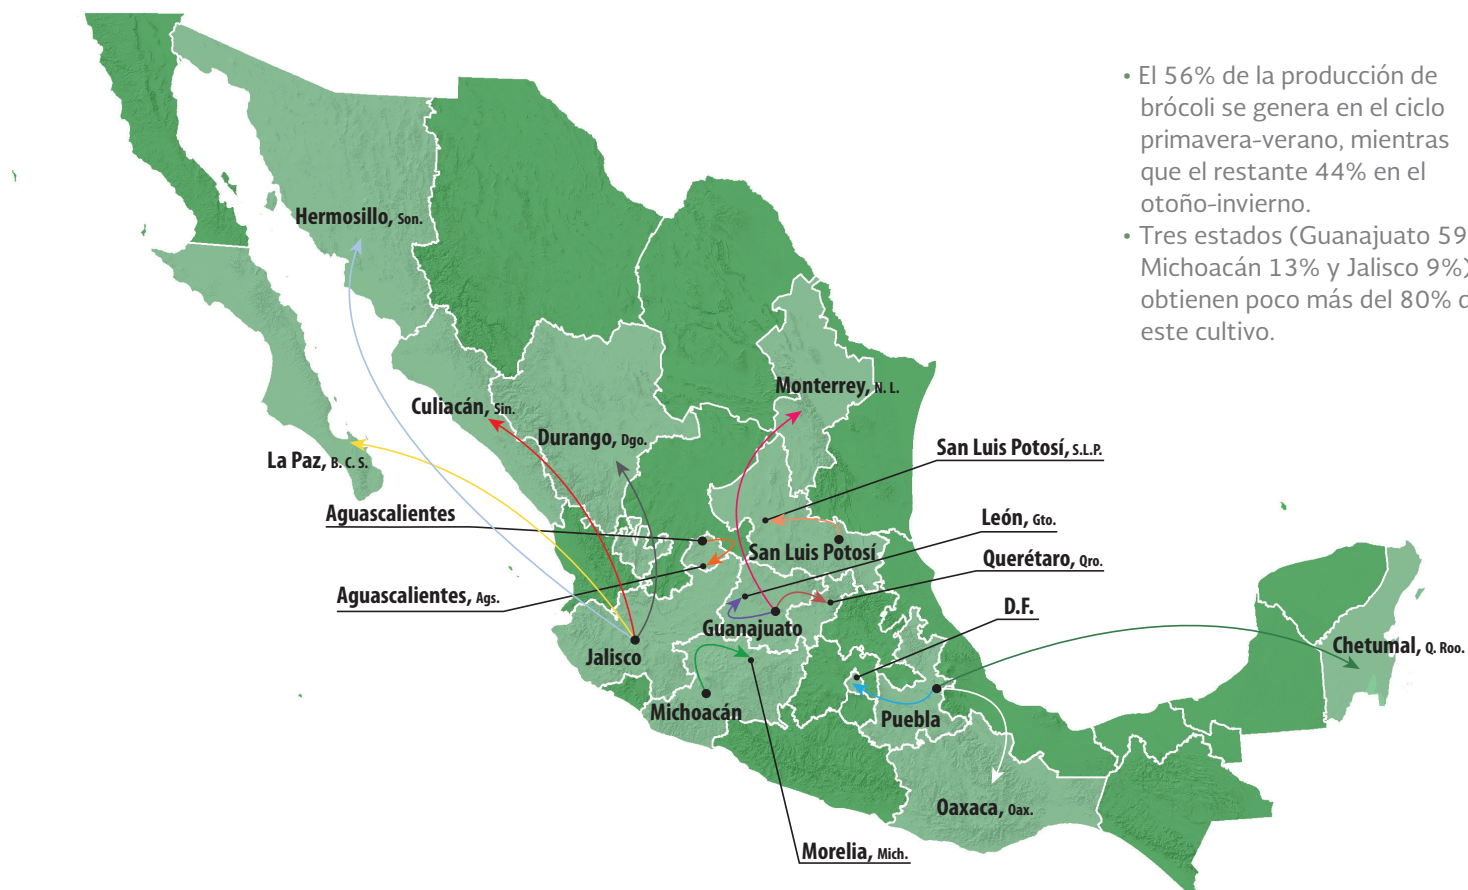 • El 56% de la producción de
brócoli se genera en el ciclo
primavera-verano, mientras
que el restante 44% en el
otoño-invierno.
• Tres estados (Guanajuato 59
Michoacán 13% y Jalisco 9%)
obtienen poco más del 80% d
este cultivo.
Hermosillo, Son.
Monterrey, N. L.
Culiacán, Sin.
Durango, Dgo.
San Luis Potosí, S.L.P.
La Paz, B. C. S.
Aguascalientes
León, Gto.
San Luis Potosí
Querétaro, Qro.
Aguascalientes, Ags.
D.F.
Guanajuato
Chetumal, Q. Roo.
Jalisco
Michoacán
Puebla
Oaxaca, Oax.
Morelia, Mich.